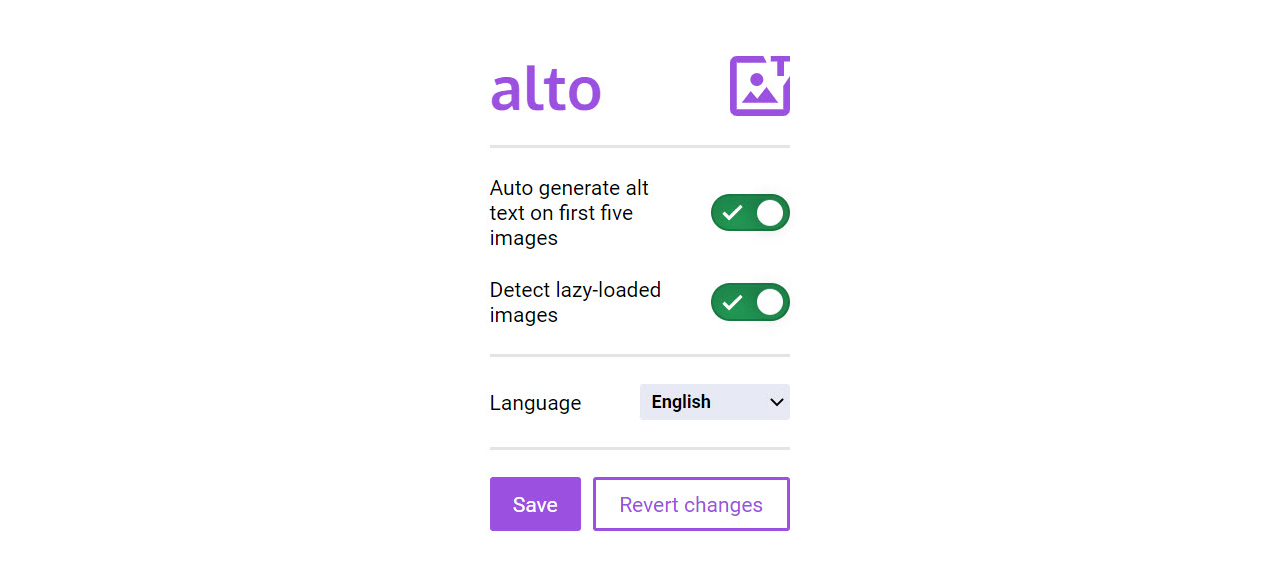 alto
Auto generate alt
text on first five
images
Detect lazy-loaded
images
Language
English
Save
Revert changes